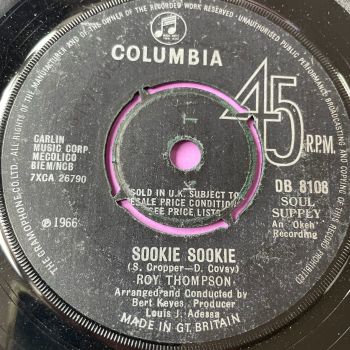 ALL RIGHTS OF THE MANUFACTURER AND OF THE OWNER OF THE RECORDED WORK RESERVED. UNAUTHORISED PUBLIC PERFORMANCE, BROADCASTING AND COPYING OF THIS RECORD PROHIBITED
THE GRAMOPHONE CO. LTD.
COLUMBIA
45 R.P.M.
CARLIN
MUSIC CORP.
MECOLICO
BIEM/NCB
7XCA 26790
K T
SOLD IN U.K. SUBJECT TO
RESALE PRICE CONDITIONS
SEE PRICE LISTS
DB 8108
SOUL
SUPPLY
An "Okeh"
Recording
℗ 1966
SOOKIE SOOKIE
(S. Cropper-D. Covay)
ROY THOMPSON
Arranged and Conducted by
Bert Keyes, Producer
Louis J. Adessa
MADE IN GT. BRITAIN